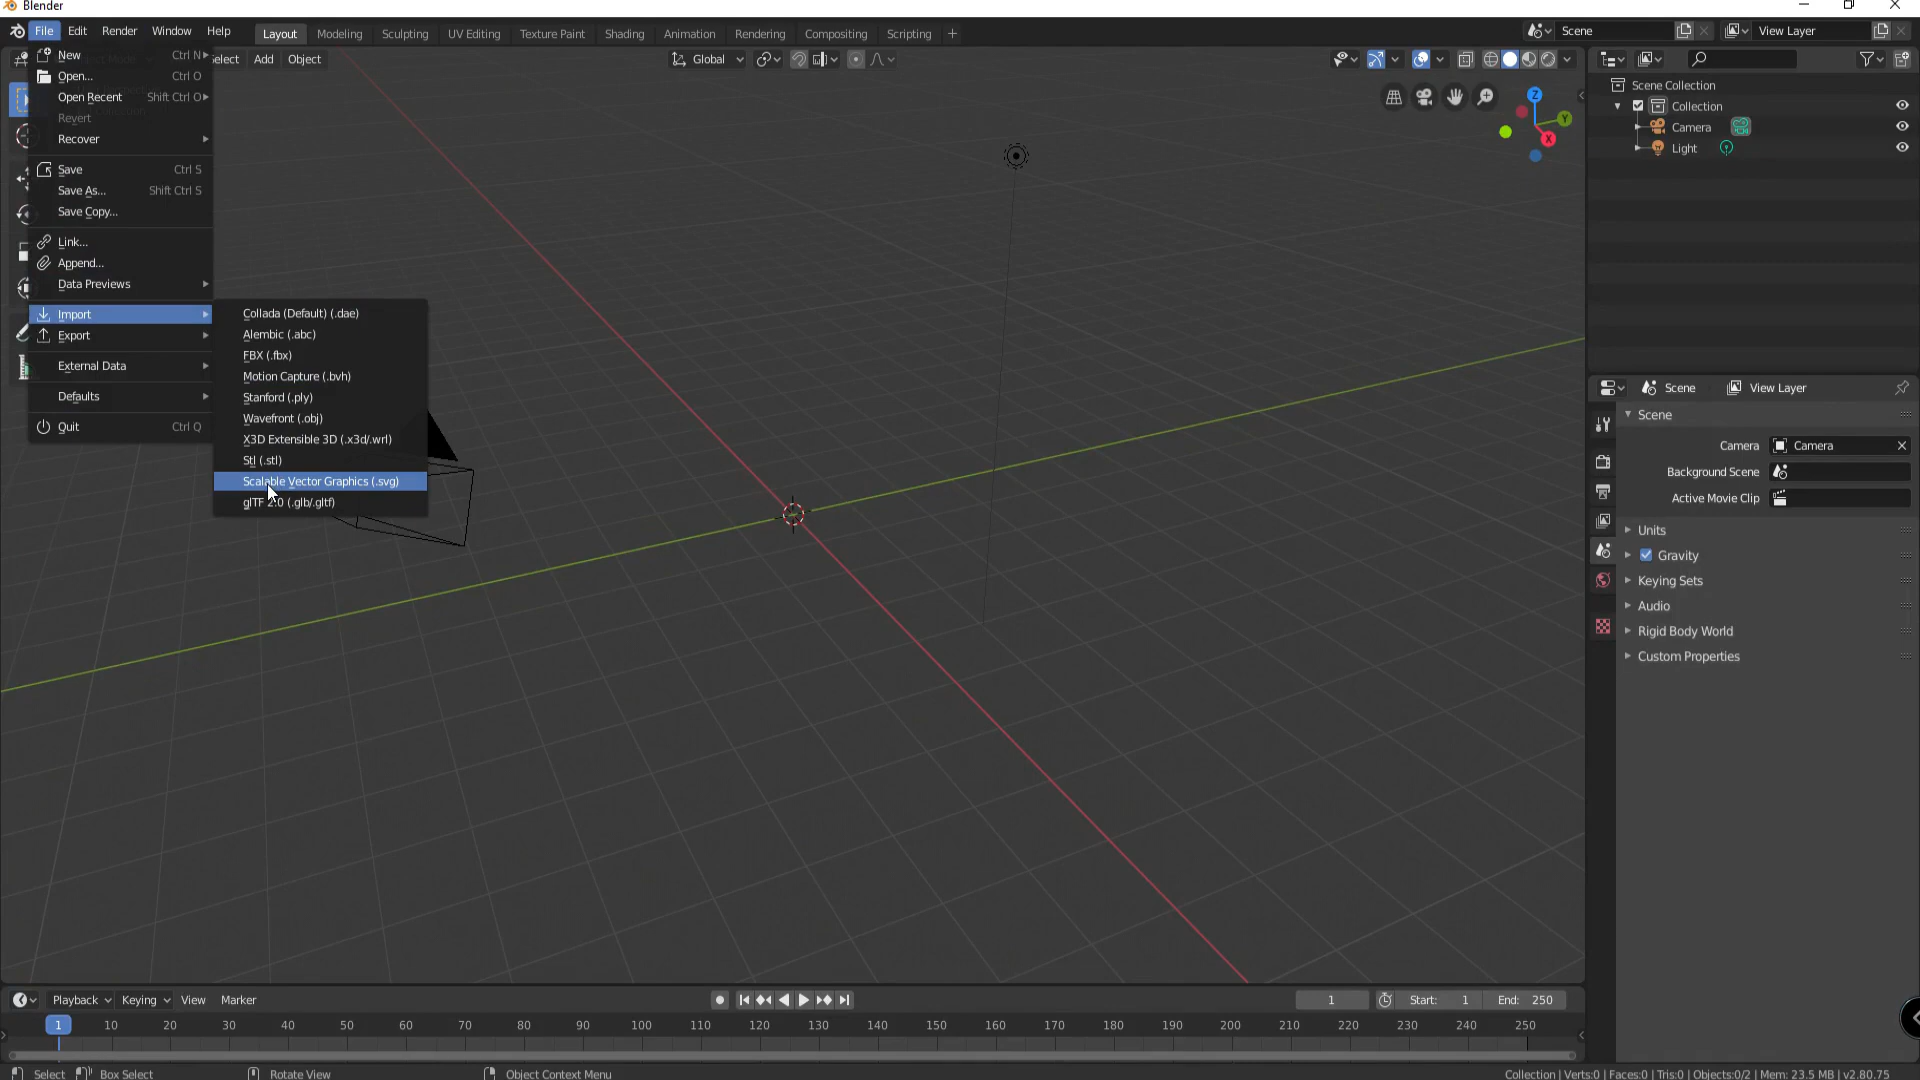 Blender
File Edit Render Window Help Layout Modeling Sculpting UV Editing Texture Paint Shading Animation Rendering Compositing Scripting + Scene View Layer
elect Add Object Global
New Ctrl N
Open... Ctrl O
Open Recent Shift Ctrl O
Revert
Recover
Save Ctrl S
Save As... Shift Ctrl S
Save Copy...
Link...
Append...
Data Previews
Import
Export
External Data
Defaults
Quit Ctrl Q
Collada (Default) (.dae)
Alembic (.abc)
FBX (.fbx)
Motion Capture (.bvh)
Stanford (.ply)
Wavefront (.obj)
X3D Extensible 3D (.x3d/.wrl)
Stl (.stl)
Scalable Vector Graphics (.svg)
glTF 2.0 (.glb/.gltf)
Z
Y
X
Scene Collection
Collection
Camera
Light
Scene View Layer
Scene
Camera Camera
Background Scene
Active Movie Clip
Units
Gravity
Keying Sets
Audio
Rigid Body World
Custom Properties
Playback Keying View Marker 1 Start: 1 End: 250
1 10 20 30 40 50 60 70 80 90 100 110 120 130 140 150 160 170 180 190 200 210 220 230 240 250
Select Box Select Rotate View Object Context Menu Collection | Verts:0 | Faces:0 | Tris:0 | Objects:0/2 | Mem: 23.5 MB | v2.80.75